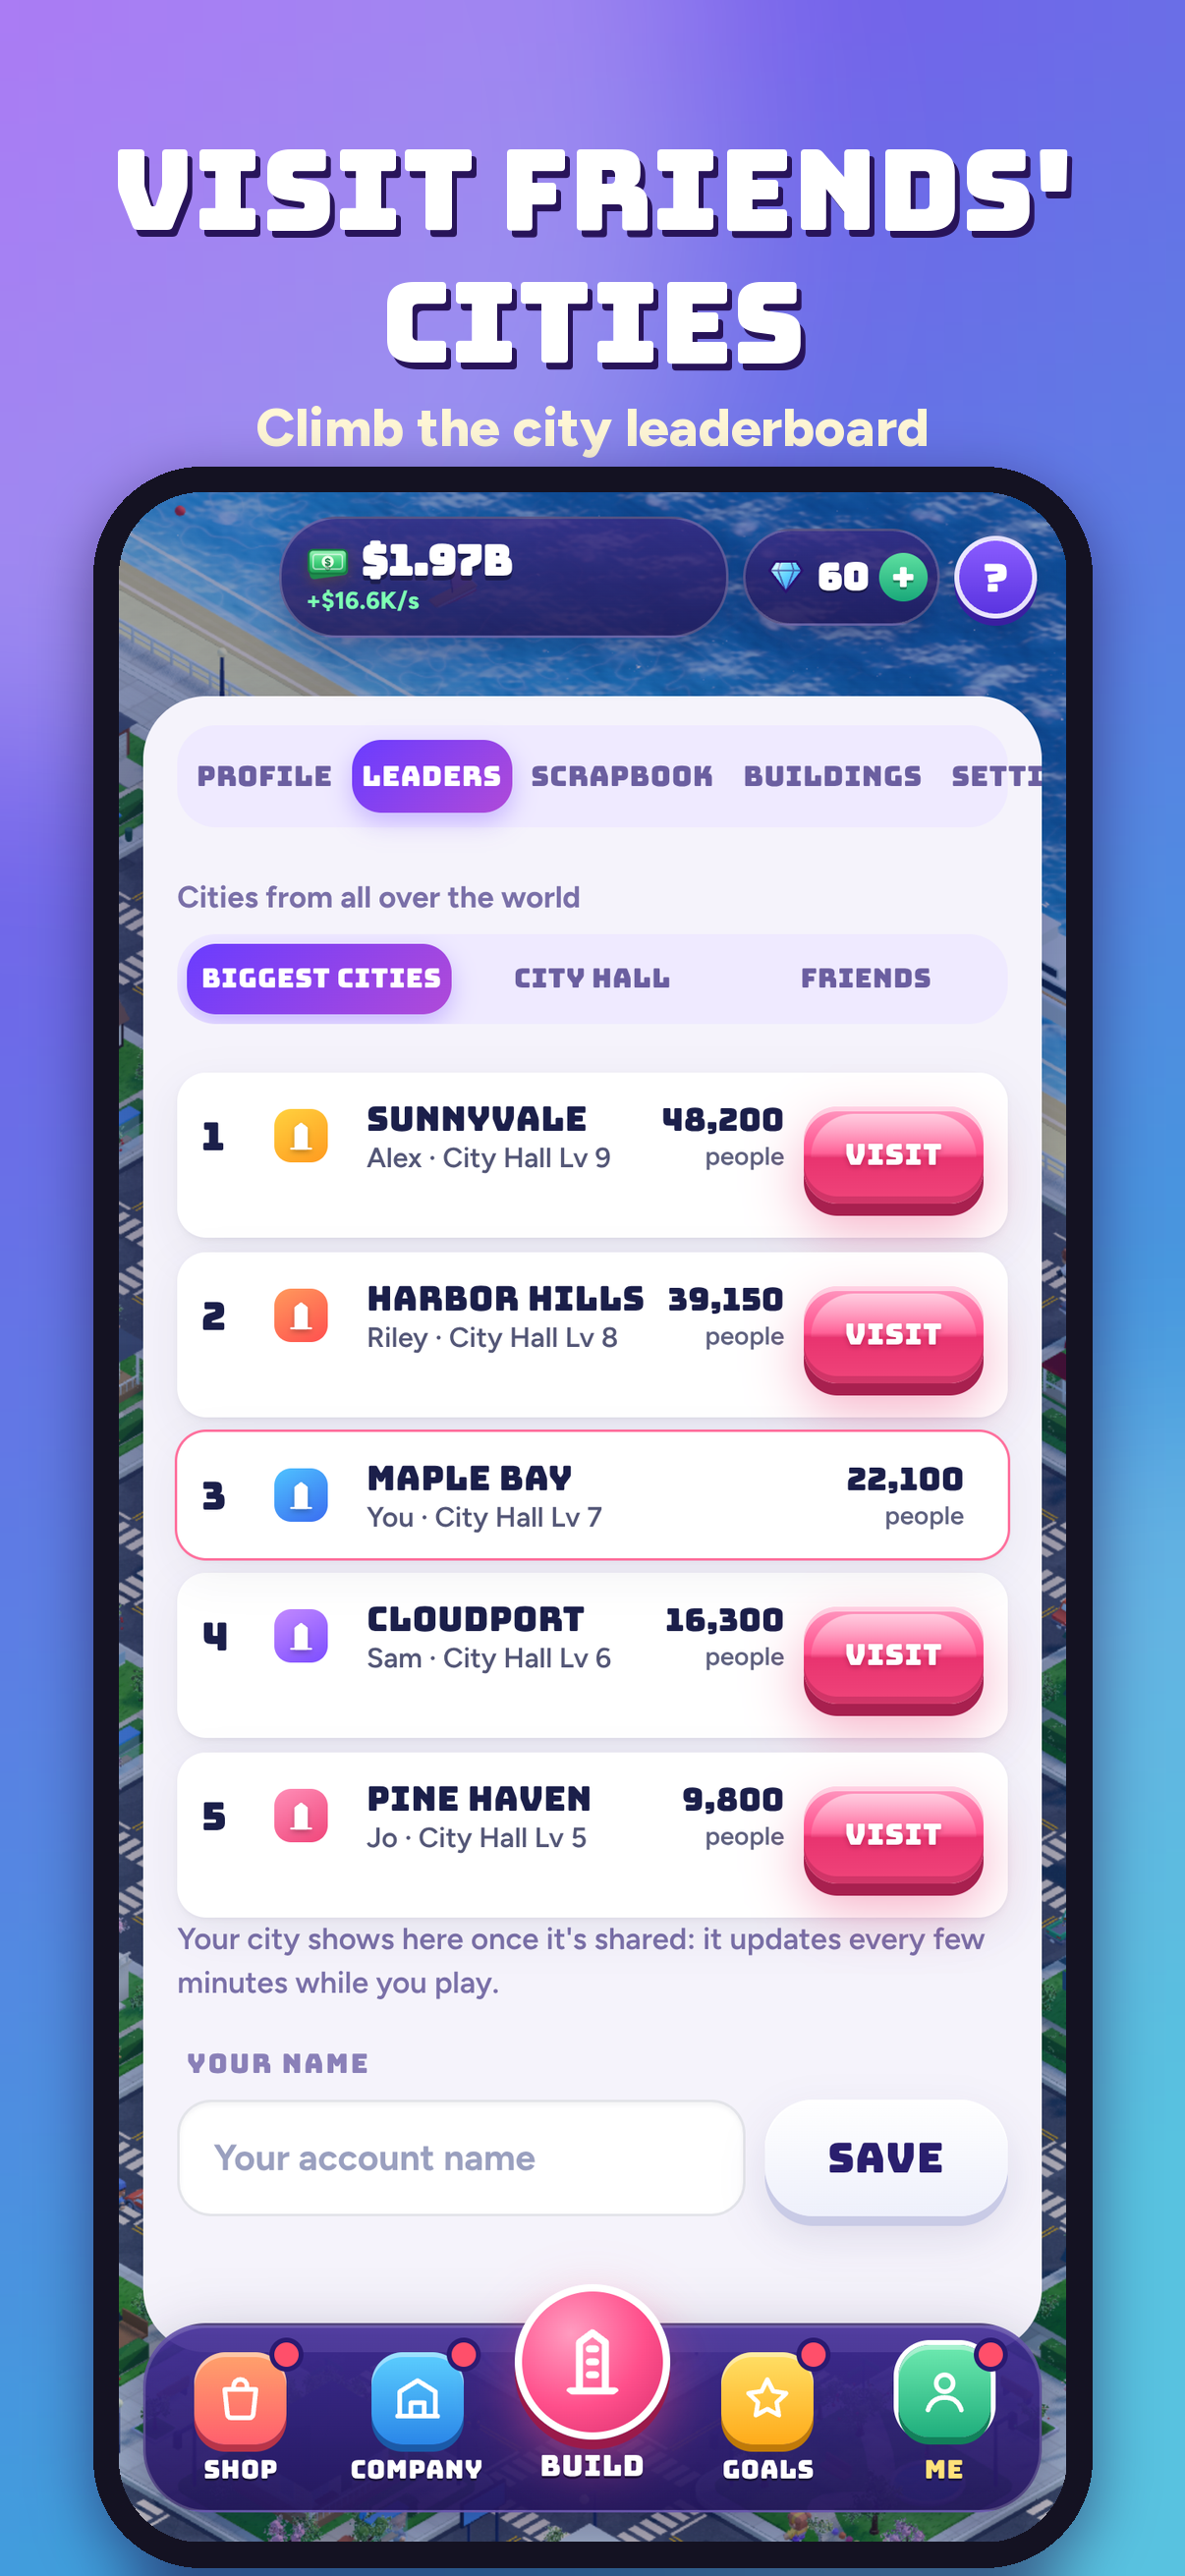 VISIT FRIENDS'
CITIES
Climb the city leaderboard
$1.97B
+$16.6K/s
60 +
?
PROFILE LEADERS SCRAPBOOK BUILDINGS SETTI
Cities from all over the world
BIGGEST CITIES CITY HALL FRIENDS
1 SUNNYVALE 48,200
Alex · City Hall Lv 9 people
VISIT
2 HARBOR HILLS 39,150
Riley · City Hall Lv 8 people
VISIT
3 MAPLE BAY 22,100
You · City Hall Lv 7 people
4 CLOUDPORT 16,300
Sam · City Hall Lv 6 people
VISIT
5 PINE HAVEN 9,800
Jo · City Hall Lv 5 people
VISIT
Your city shows here once it's shared: it updates every few
minutes while you play.
YOUR NAME
Your account name
SAVE
SHOP COMPANY BUILD GOALS ME